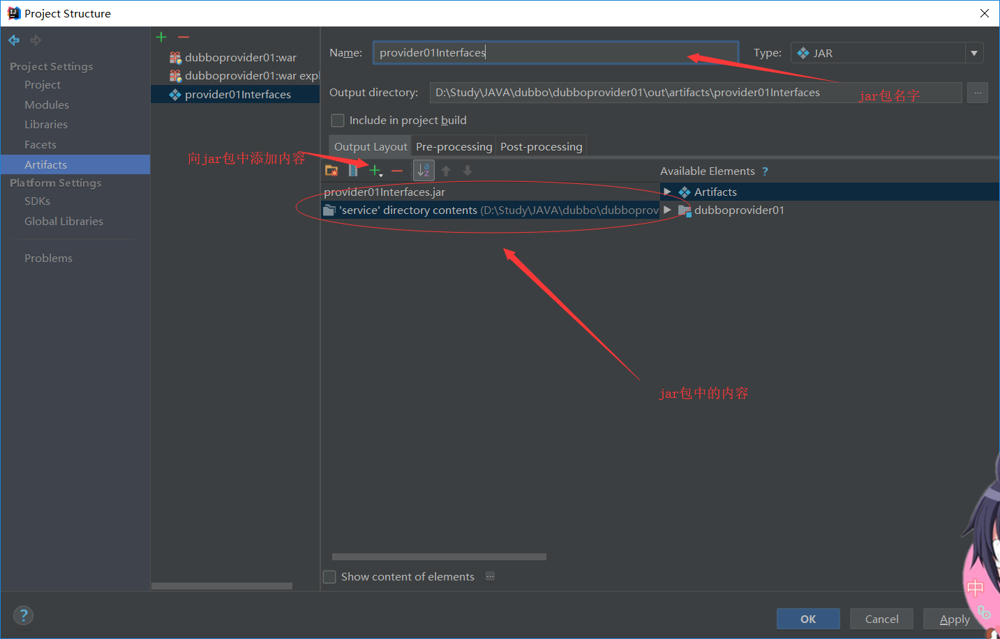 Project Structure
Project Settings
Project
Modules
Libraries
Facets
Artifacts
Platform Settings
SDKs
Global Libraries
Problems
dubboprovider01:war
dubboprovider01:war expl
provider01Interfaces
Name: provider01Interfaces
Type: JAR
Output directory: D:\Study\JAVA\dubbo\dubboprovider01\out\artifacts\provider01Interfaces
...
jar包名字
Include in project build
Output Layout Pre-processing Post-processing
向jar包中添加内容
Available Elements ?
provider01Interfaces.jar
'service' directory contents (D:\Study\JAVA\dubbo\dubboprov
Artifacts
dubboprovider01
jar包中的内容
Show content of elements ...
中
?
OK Cancel Apply